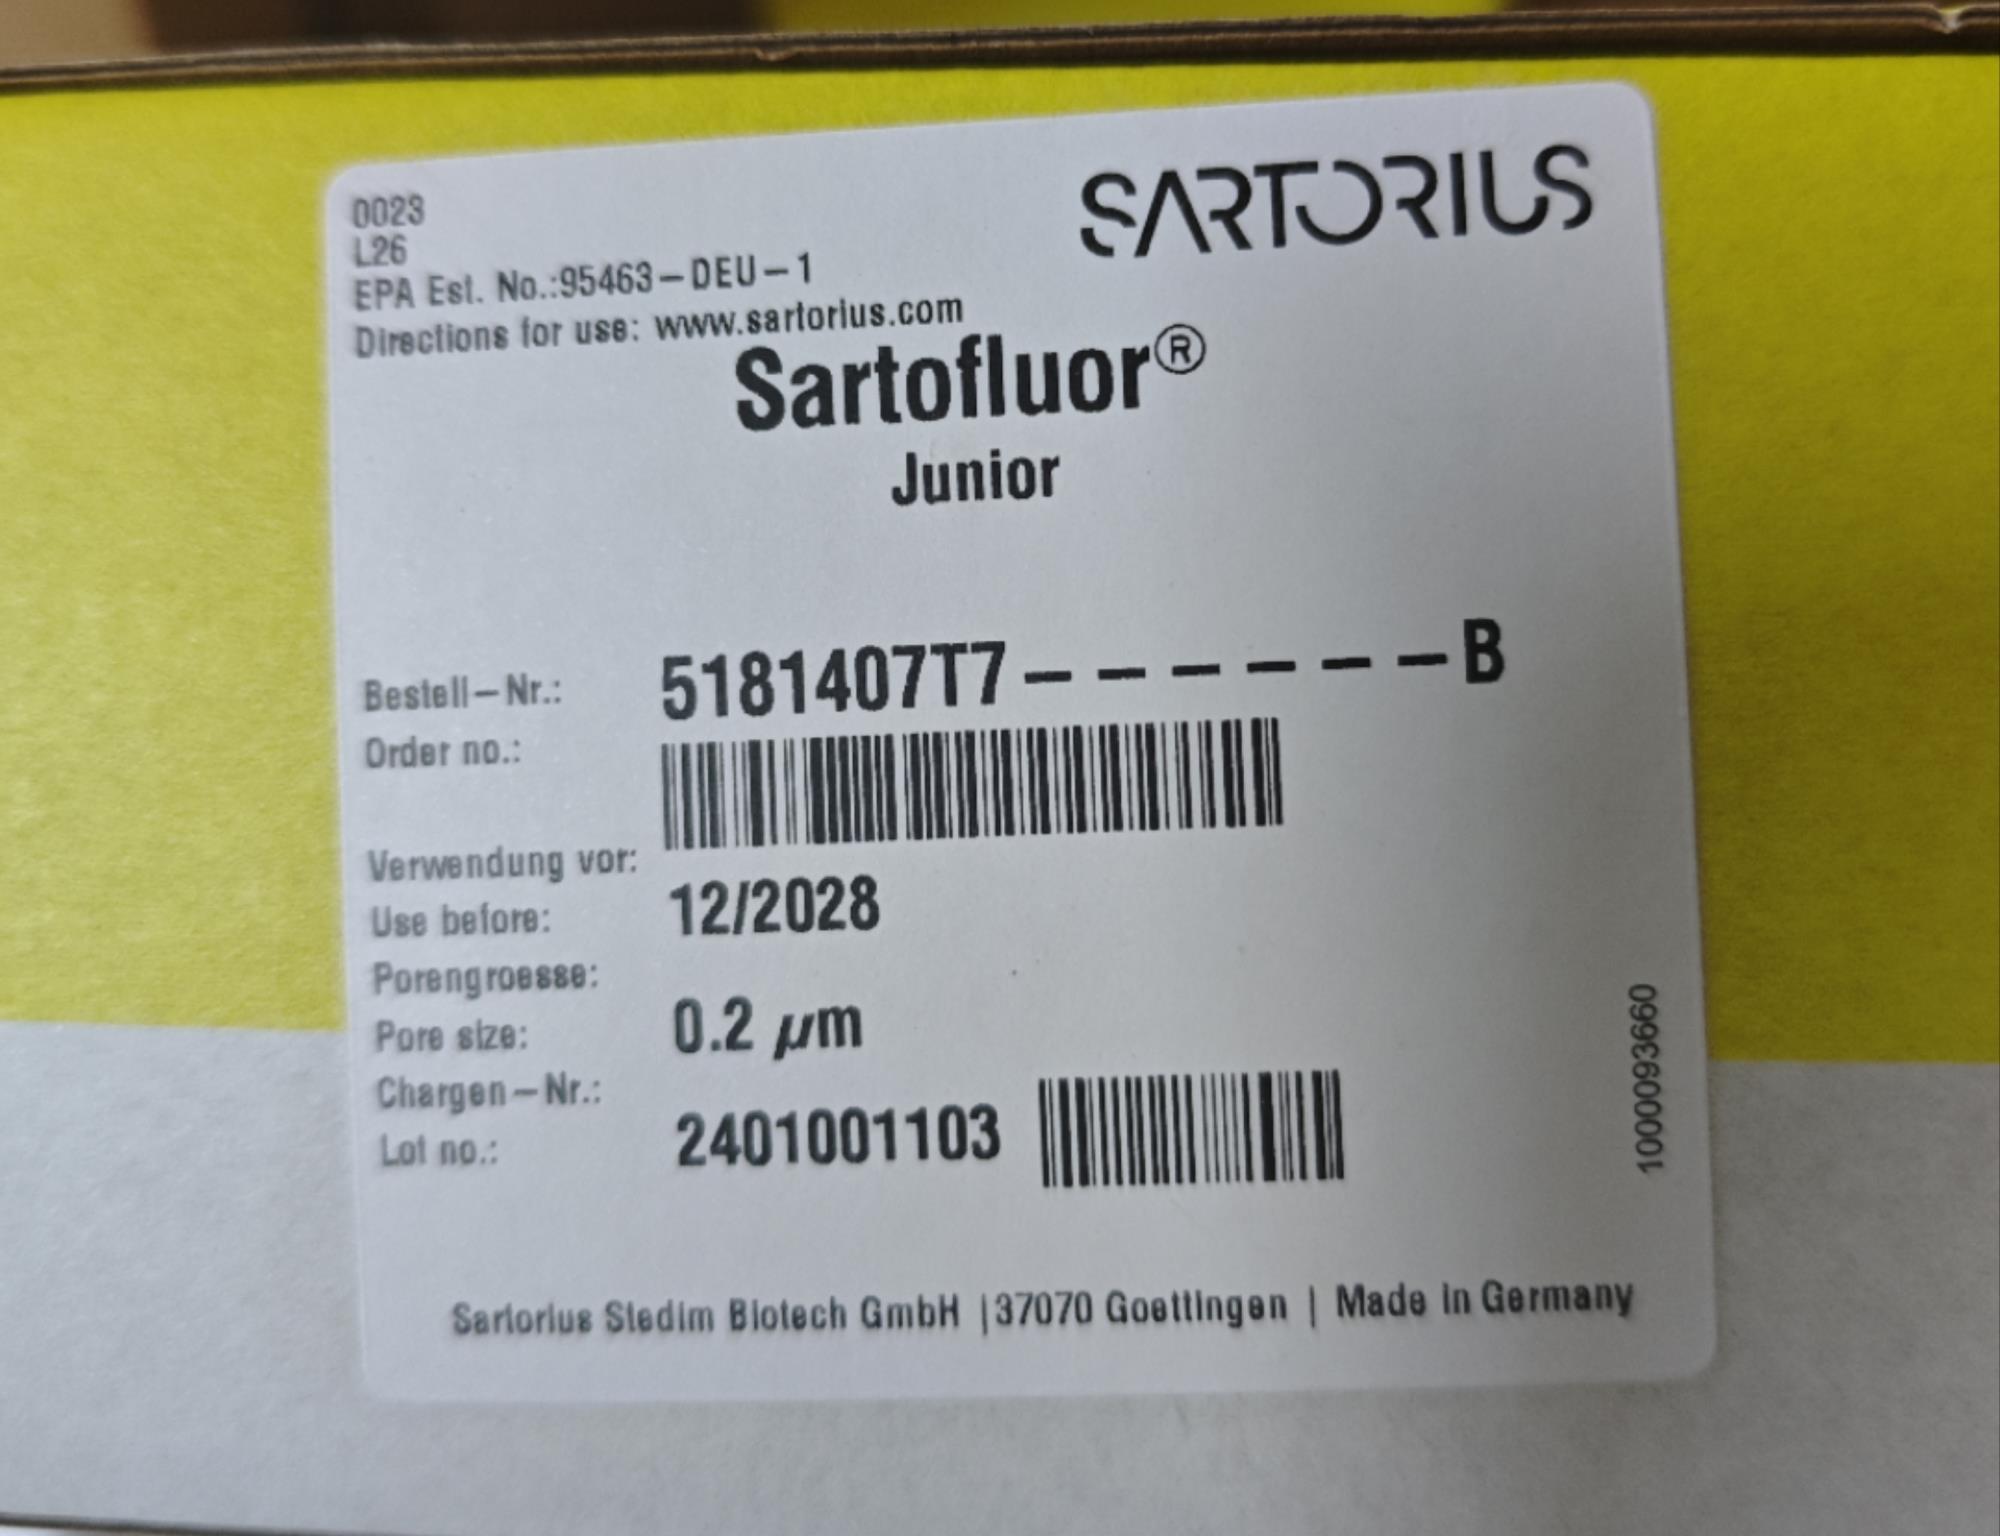 SARTORIUS
0023
L26
EPA Est. No.:95463-DEU-1
Directions for use: www.sartorius.com
Sartofluor®
Junior
Bestell-Nr.: 5181407T7------B
Order no.:
Verwendung vor:
Use before: 12/2028
Porengroesse:
Pore size: 0.2 µm
Chargen-Nr.:
Lot no.: 2401001103
1000093660
Sartorius Stedim Biotech GmbH |37070 Goettingen | Made in Germany